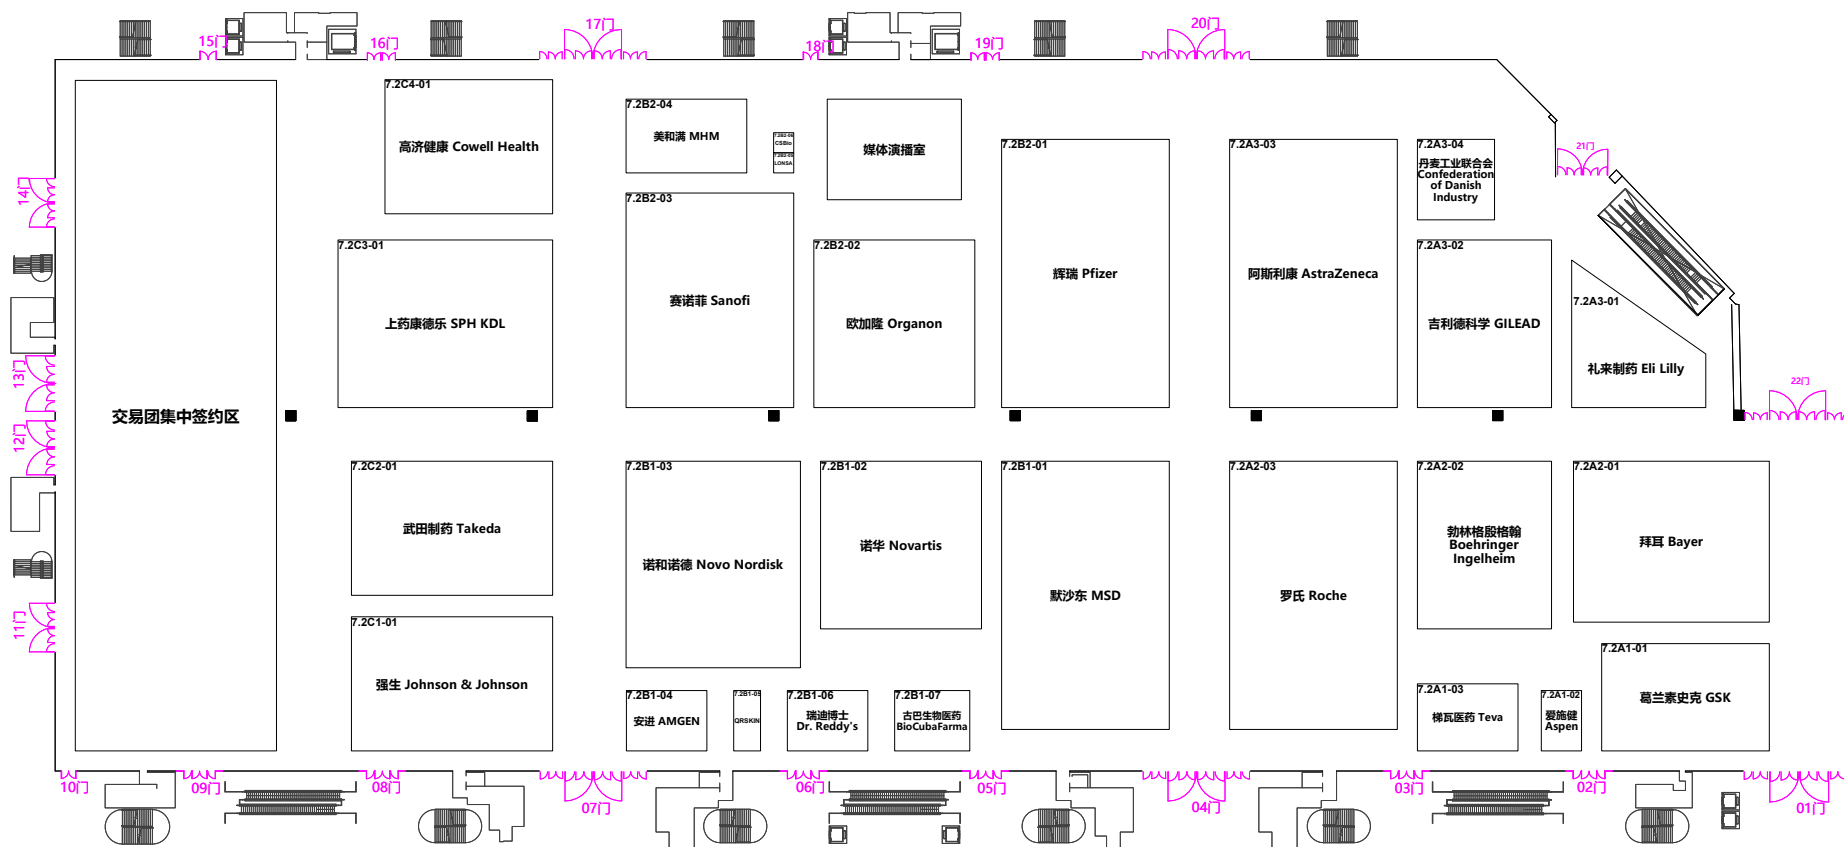 15门
16门
17门
18门
19门
20门
21门
22门
14门
13门
12门
11门
交易团集中签约区
7.2C4-01
高济健康 Cowell Health
7.2C3-01
上药康德乐 SPH KDL
7.2B2-04
美和满 MHM
7.2B2-06
CSBio
7.2B2-05
LONSA
媒体演播室
7.2B2-03
赛诺菲 Sanofi
7.2B2-02
欧加隆 Organon
7.2B2-01
辉瑞 Pfizer
7.2A3-03
阿斯利康 AstraZeneca
7.2A3-04
丹麦工业联合会
Confederation
of Danish
Industry
7.2A3-02
吉利德科学 GILEAD
7.2A3-01
礼来制药 Eli Lilly
7.2C2-01
武田制药 Takeda
7.2C1-01
强生 Johnson & Johnson
7.2B1-03
诺和诺德 Novo Nordisk
7.2B1-02
诺华 Novartis
7.2B1-01
默沙东 MSD
7.2A2-03
罗氏 Roche
7.2A2-02
勃林格殷格翰
Boehringer
Ingelheim
7.2A2-01
拜耳 Bayer
7.2B1-04
安进 AMGEN
7.2B1-05
QRSKIN
7.2B1-06
瑞迪博士
Dr. Reddy's
7.2B1-07
古巴生物医药
BioCubaFarma
7.2A1-03
梯瓦医药 Teva
7.2A1-02
爱施健
Aspen
7.2A1-01
葛兰素史克 GSK
10门
09门
08门
07门
06门
05门
04门
03门
02门
01门